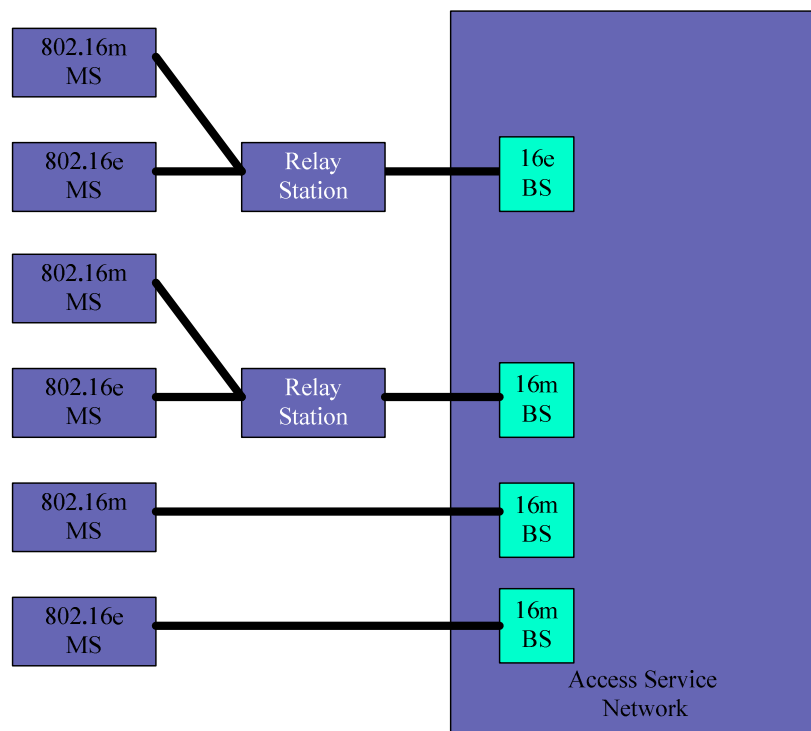 802.16m
MS
802.16e
MS
Relay
Station
16e
BS
802.16m
MS
802.16e
MS
Relay
Station
16m
BS
802.16m
MS
16m
BS
802.16e
MS
16m
BS
Access Service
Network